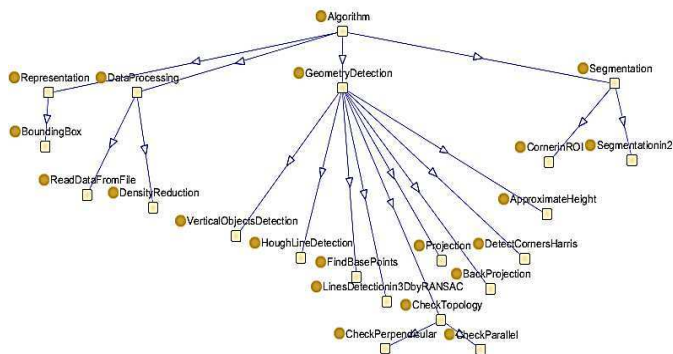 Algorithm
Representation
DataProcessing
GeometryDetection
Segmentation
BoundingBox
CornerinROI
Segmentationin2
ReadDataFromFile
DensityReduction
ApproximateHeight
VerticalObjectsDetection
HoughLineDetection
Projection
DetectCornersHarris
FindBasePoints
BackProjection
LinesDetectionin3DbyRANSAC
CheckTopology
CheckPerpendicular
CheckParallel